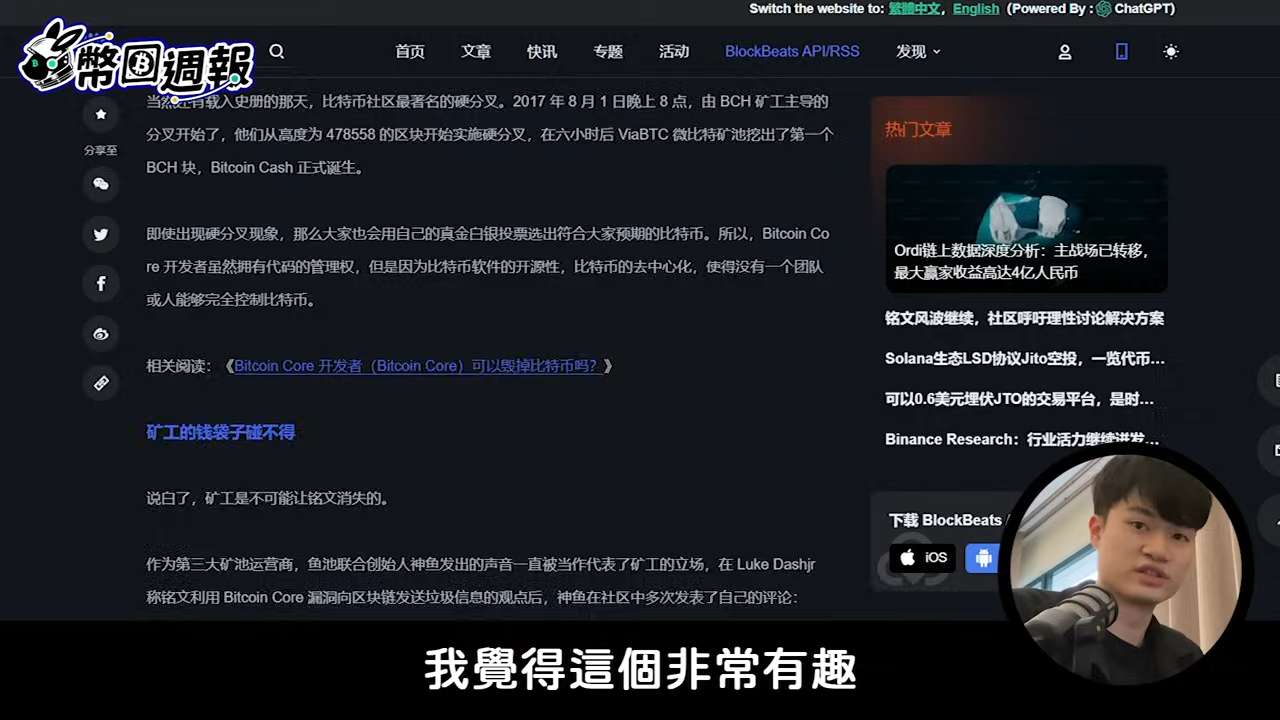 Switch the website to: 繁體中文, English (Powered By : ChatGPT)
幣圈週報
首页 文章 快讯 专题 活动 BlockBeats API/RSS 发现
当然还有载入史册的那天，比特币社区最著名的硬分叉。2017 年 8 月 1 日晚上 8 点，由 BCH 矿工主导的
分叉开始了，他们从高度为 478558 的区块开始实施硬分叉，在六小时后 ViaBTC 微比特矿池挖出了第一个
BCH 块，Bitcoin Cash 正式诞生。
分享至
即使出现硬分叉现象，那么大家也会用自己的真金白银投票选出符合大家预期的比特币。所以，Bitcoin Co
re 开发者虽然拥有代码的管理权，但是因为比特币软件的开源性，比特币的去中心化，使得没有一个团队
或人能够完全控制比特币。
相关阅读：《Bitcoin Core 开发者（Bitcoin Core）可以毁掉比特币吗？》
矿工的钱袋子碰不得
说白了，矿工是不可能让铭文消失的。
作为第三大矿池运营商，鱼池联合创始人神鱼发出的声音一直被当作代表了矿工的立场，在 Luke Dashjr
称铭文利用 Bitcoin Core 漏洞向区块链发送垃圾信息的观点后，神鱼在社区中多次发表了自己的评论：
热门文章
Ordi链上数据深度分析：主战场已转移，
最大赢家收益高达4亿人民币
铭文风波继续，社区呼吁理性讨论解决方案
Solana生态LSD协议Jito空投，一览代币...
可以0.6美元埋伏JTO的交易平台，是时...
Binance Research：行业活力继续迸发...
下载 BlockBeats
iOS
我覺得這個非常有趣